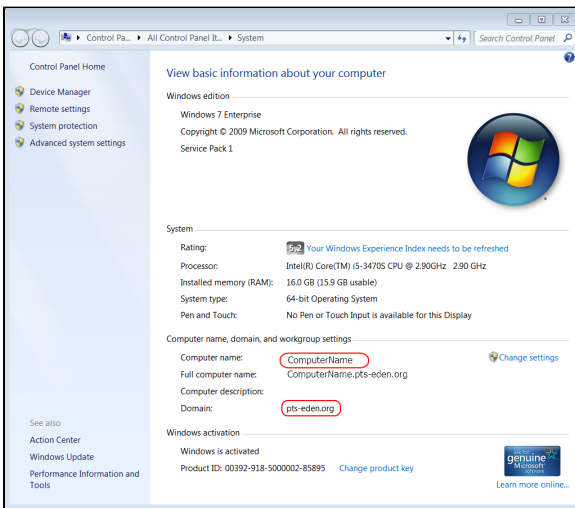 Control Pa... All Control Panel It... System
Search Control Panel
Control Panel Home
Device Manager
Remote settings
System protection
Advanced system settings
View basic information about your computer
Windows edition
Windows 7 Enterprise
Copyright © 2009 Microsoft Corporation. All rights reserved.
Service Pack 1
System
Rating: 5,2 Your Windows Experience Index needs to be refreshed
Processor: Intel(R) Core(TM) i5-3470S CPU @ 2.90GHz 2.90 GHz
Installed memory (RAM): 16.0 GB (15.9 GB usable)
System type: 64-bit Operating System
Pen and Touch: No Pen or Touch Input is available for this Display
Computer name, domain, and workgroup settings
Computer name: ComputerName
Change settings
Full computer name: ComputerName.pts-eden.org
Computer description:
Domain: pts-eden.org
Windows activation
Windows is activated
Product ID: 00392-918-5000002-85895 Change product key
ask for
genuine
Microsoft
software
Learn more online...
See also
Action Center
Windows Update
Performance Information and
Tools